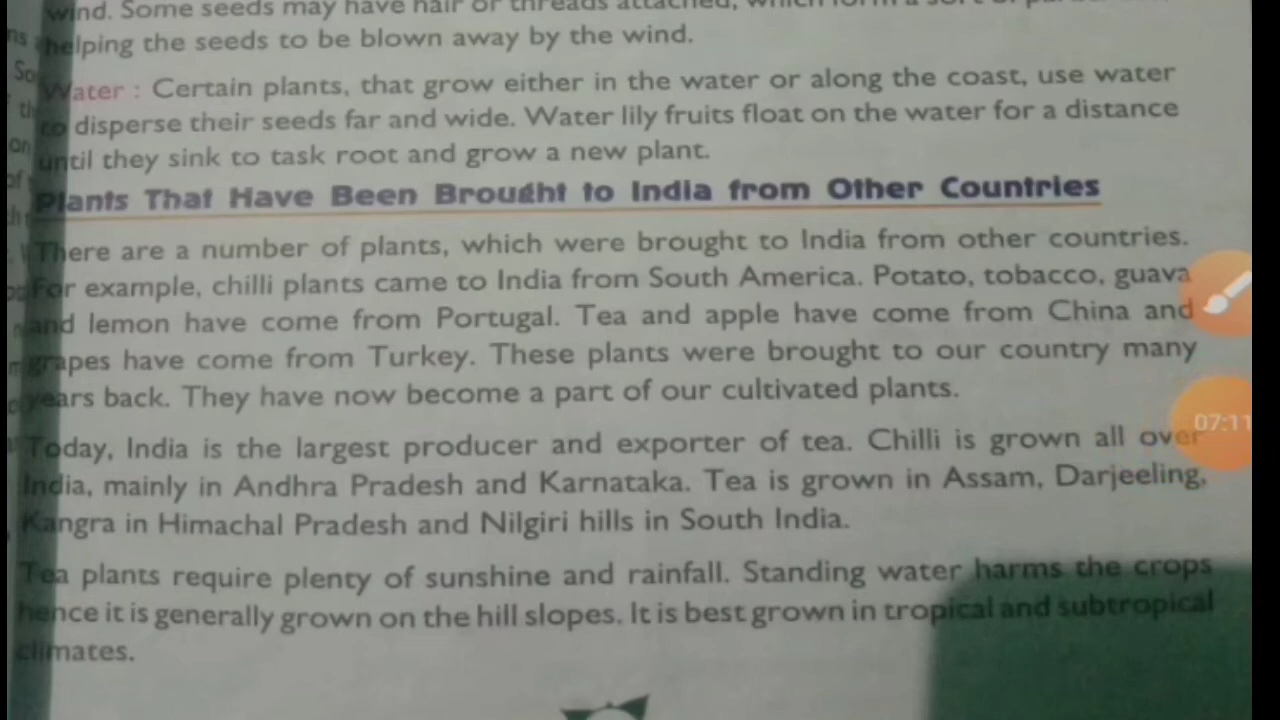 wind. Some seeds may have hair or threads attached, which form a sort of
helping the seeds to be blown away by the wind.
Water : Certain plants, that grow either in the water or along the coast, use water
to disperse their seeds far and wide. Water lily fruits float on the water for a distance
until they sink to task root and grow a new plant.
Plants That Have Been Brought to India from Other Countries
There are a number of plants, which were brought to India from other countries.
For example, chilli plants came to India from South America. Potato, tobacco, guava
and lemon have come from Portugal. Tea and apple have come from China and
grapes have come from Turkey. These plants were brought to our country many
years back. They have now become a part of our cultivated plants.
07:11
Today, India is the largest producer and exporter of tea. Chilli is grown all over
India, mainly in Andhra Pradesh and Karnataka. Tea is grown in Assam, Darjeeling,
Kangra in Himachal Pradesh and Nilgiri hills in South India.
Tea plants require plenty of sunshine and rainfall. Standing water harms the crops
hence it is generally grown on the hill slopes. It is best grown in tropical and subtropical
climates.